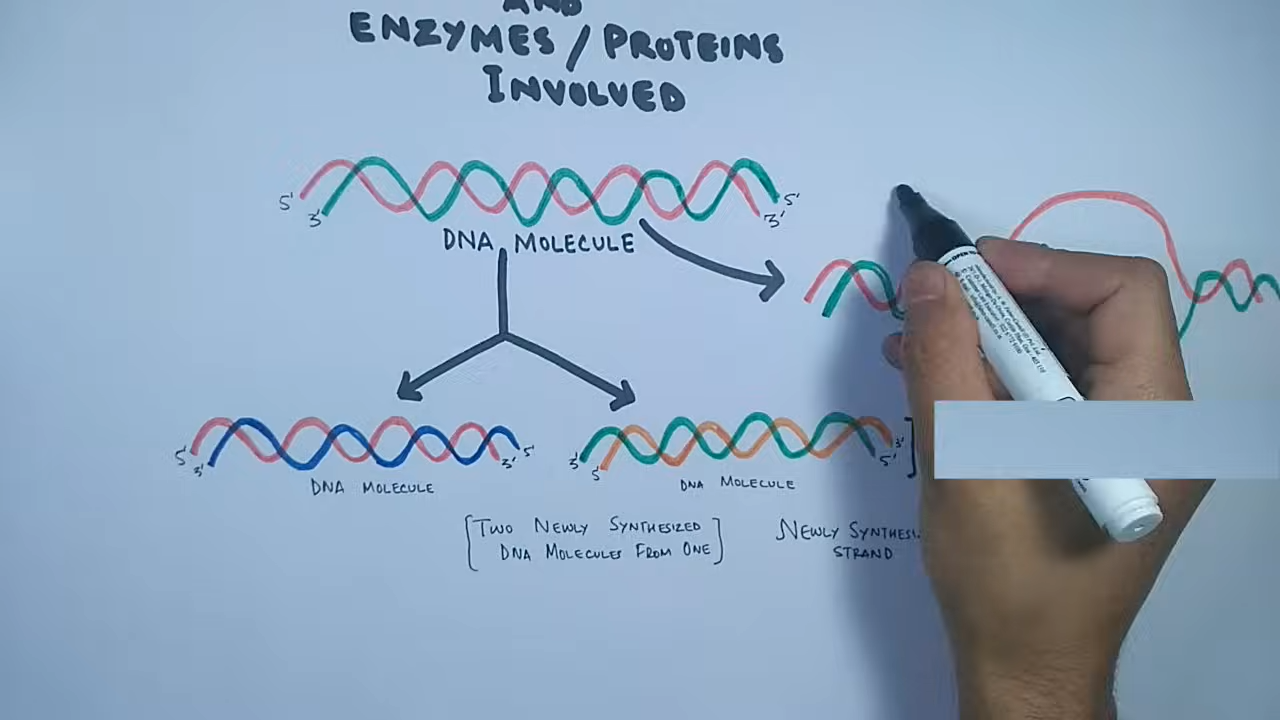 AND
ENZYMES / PROTEINS
INVOLVED
5' 3' 5' 3'
DNA MOLECULE
5' 3' 5' 3'
3' 5' 3' 5'
DNA MOLECULE
DNA MOLECULE
[TWO NEWLY SYNTHESIZED
DNA MOLECULES FROM ONE]
NEWLY SYNTHESI
STRAND